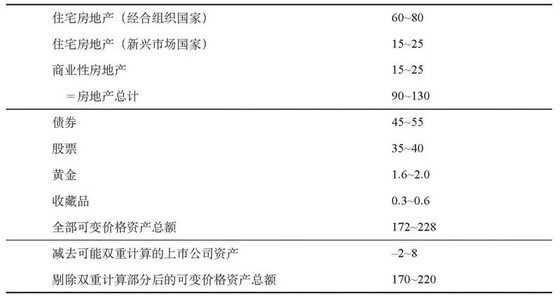 住宅房地产（经合组织国家） 60~80
住宅房地产（新兴市场国家） 15~25
商业性房地产 15~25
＝房地产总计 90~130
债券 45~55
股票 35~40
黄金 1.6~2.0
收藏品 0.3~0.6
全部可变价格资产总额 172~228
减去可能双重计算的上市公司资产 –2~8
剔除双重计算部分后的可变价格资产总额 170~220